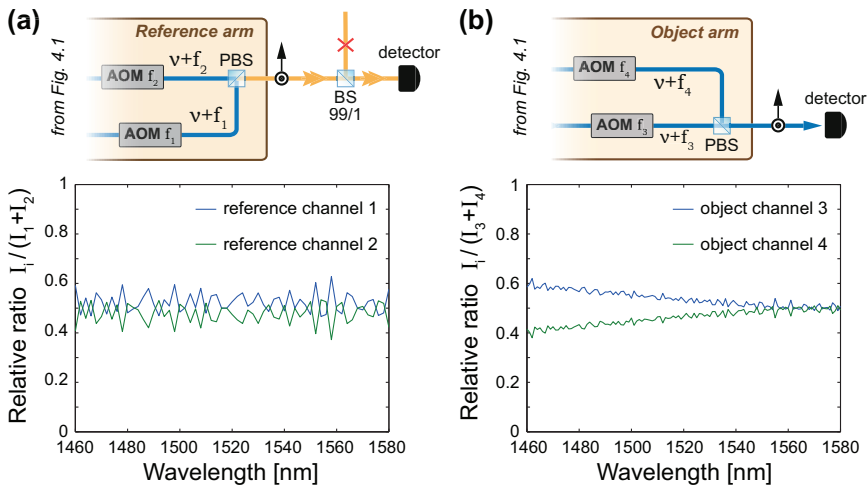 (a)
from Fig. 4.1
Reference arm
AOM f₂
ν+f₂
PBS
AOM f₁
ν+f₁
BS
99/1
detector
Relative ratio I_i / (I₁+I₂)
1
0.8
0.6
0.4
0.2
0
reference channel 1
reference channel 2
1460 1480 1500 1520 1540 1560 1580
Wavelength [nm]
(b)
from Fig. 4.1
Object arm
AOM f₄
ν+f₄
AOM f₃
ν+f₃
PBS
detector
Relative ratio I_i / (I₃+I₄)
1
0.8
0.6
0.4
0.2
0
object channel 3
object channel 4
1460 1480 1500 1520 1540 1560 1580
Wavelength [nm]